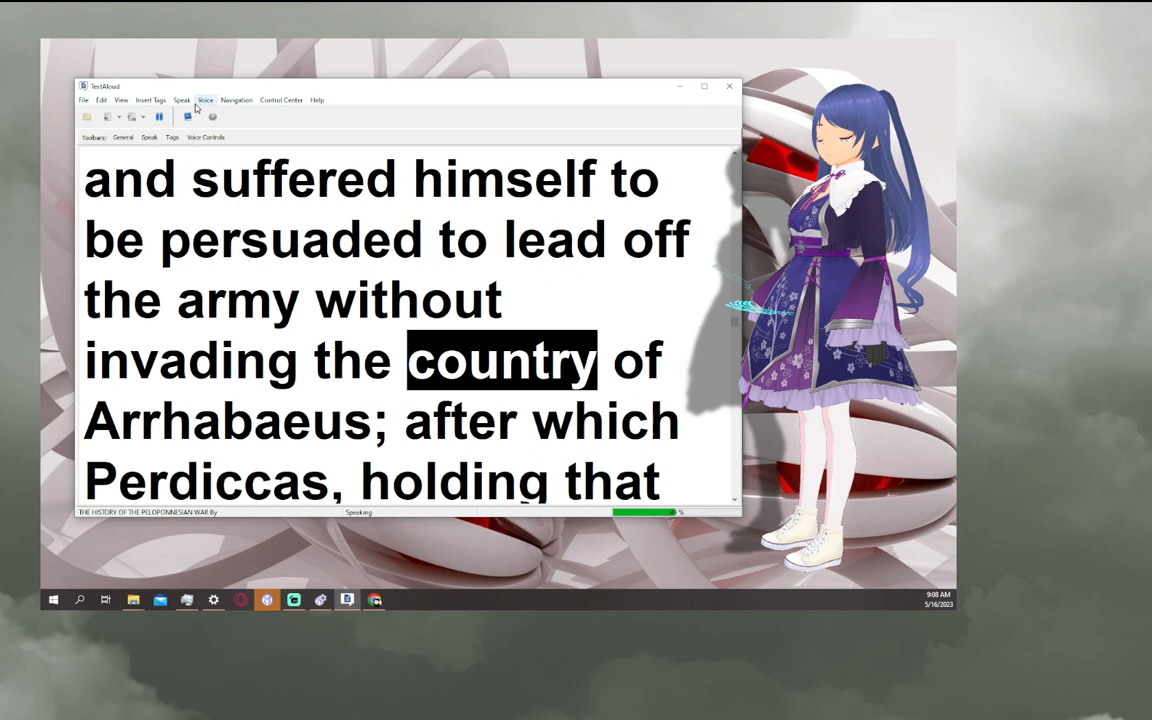 TextAloud
File Edit View Insert Tags Speak Voice Navigation Control Center Help
Toolbars: General Speak Tags Voice Controls
and suffered himself to
be persuaded to lead off
the army without
invading the country of
Arrhabaeus; after which
Perdiccas, holding that
THE HISTORY OF THE PELOPONNESIAN WAR By Speaking %
9:08 AM
5/16/2023